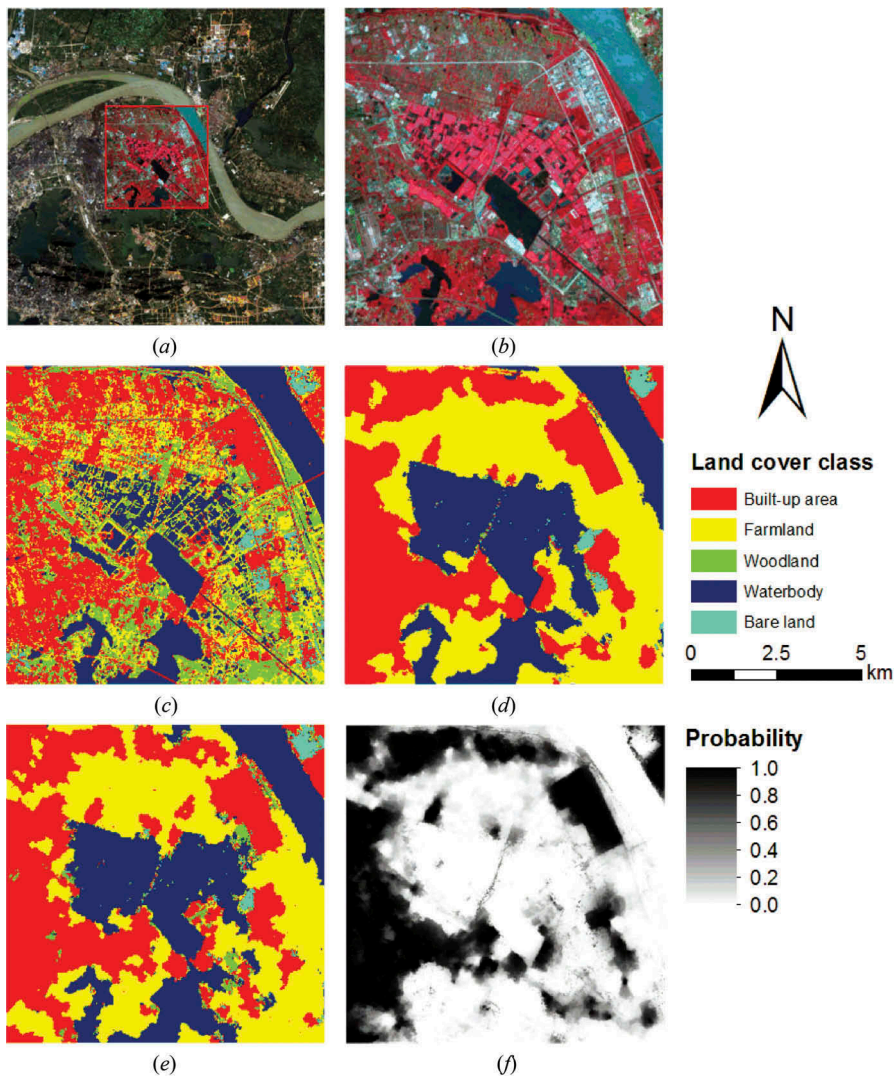 (a)
(b)
N
Land cover class
Built-up area
Farmland
Woodland
Waterbody
Bare land
0 2.5 5
km
(c)
(d)
Probability
1.0
0.8
0.6
0.4
0.2
0.0
(e)
(f)